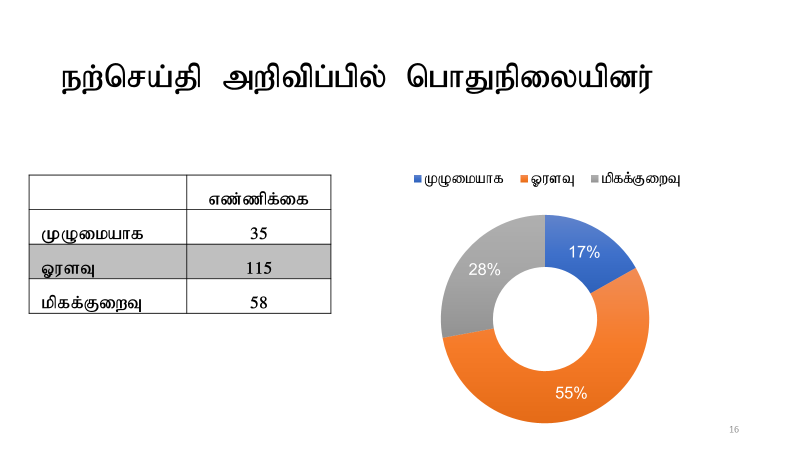 நற்செய்தி அறிவிப்பில் பொதுநிலையினர்
எண்ணிக்கை
முழுமையாக 35
ஓரளவு 115
மிகக்குறைவு 58
முழுமையாக ஓரளவு மிகக்குறைவு
17%
28%
55%
16